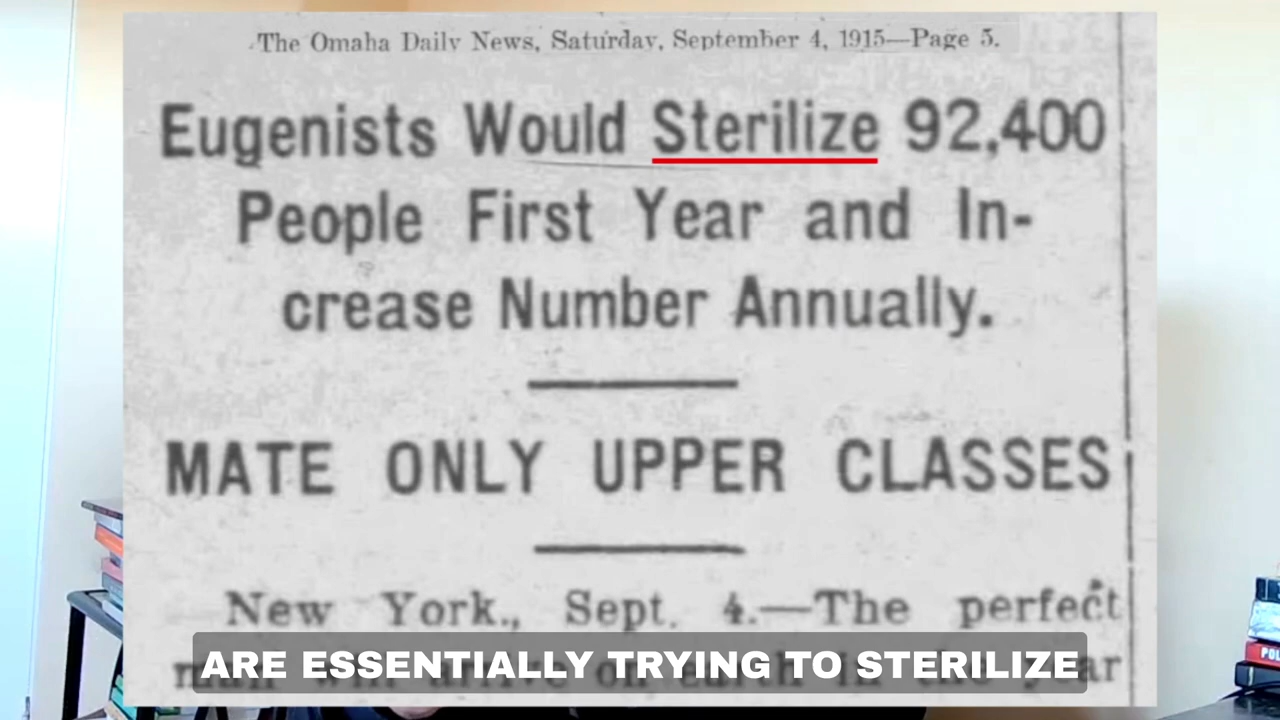 The Omaha Daily News, Saturday, September 4, 1915—Page 5.
Eugenists Would Sterilize 92,400
People First Year and In-
crease Number Annually.
MATE ONLY UPPER CLASSES
New York., Sept. 4.—The perfect
ARE ESSENTIALLY TRYING TO STERILIZE
POL